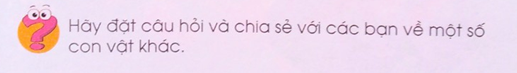 Hãy đặt câu hỏi và chia sẻ với các bạn về một số
con vật khác.